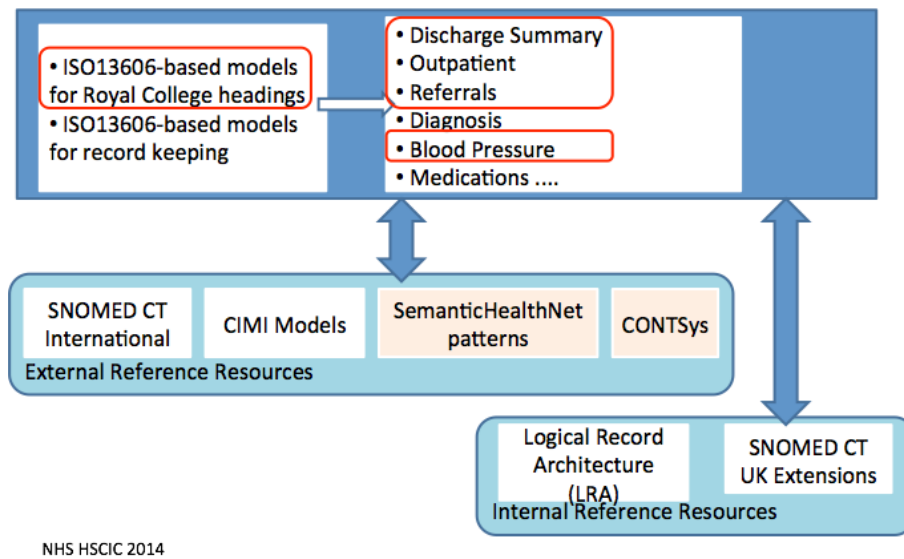 • ISO13606-based models
for Royal College headings
• ISO13606-based models
for record keeping
• Discharge Summary
• Outpatient
• Referrals
• Diagnosis
• Blood Pressure
• Medications ....
SNOMED CT
International
CIMI Models
SemanticHealthNet
patterns
CONTSys
External Reference Resources
Logical Record
Architecture
(LRA)
SNOMED CT
UK Extensions
Internal Reference Resources
NHS HSCIC 2014